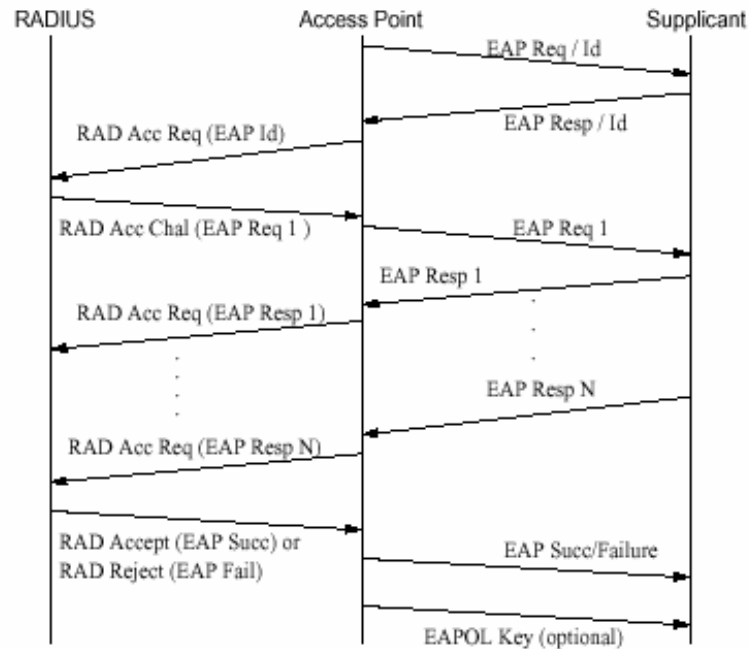 RADIUS
Access Point
Supplicant
EAP Req / Id
EAP Resp / Id
RAD Acc Req (EAP Id)
RAD Acc Chal (EAP Req 1 )
EAP Req 1
EAP Resp 1
RAD Acc Req (EAP Resp 1)
EAP Resp N
RAD Acc Req (EAP Resp N)
RAD Accept (EAP Succ) or
RAD Reject (EAP Fail)
EAP Succ/Failure
EAPOL Key (optional)